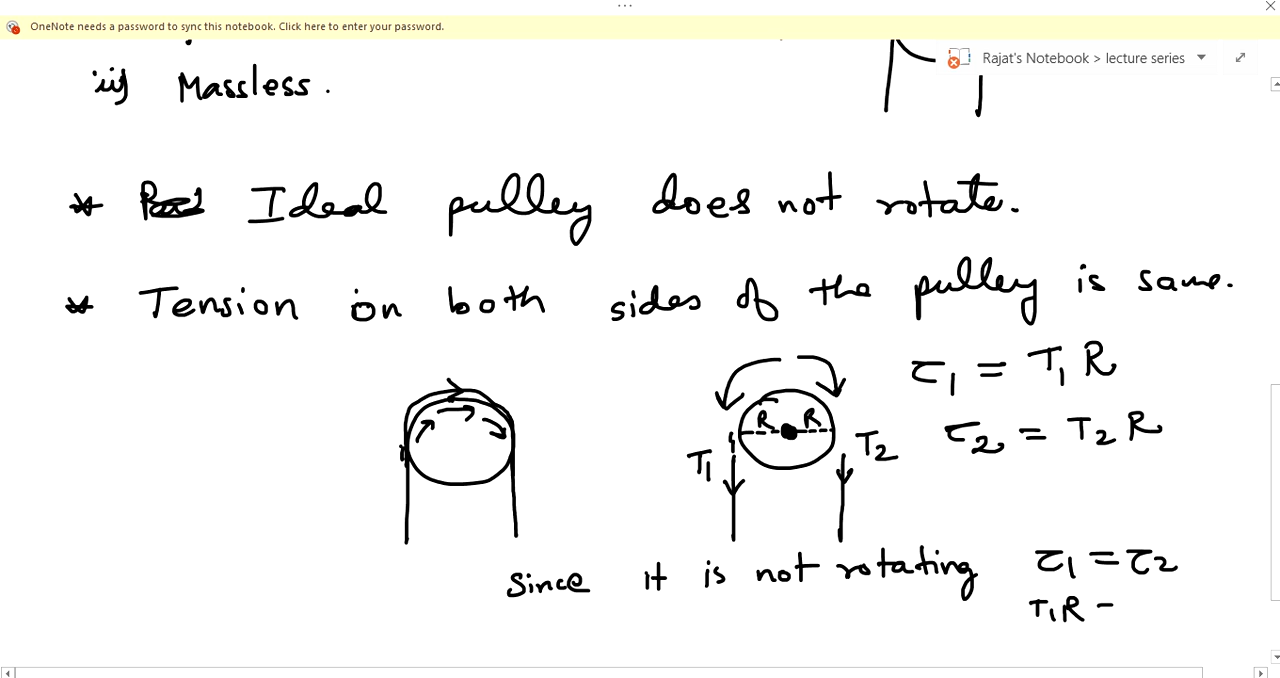 OneNote needs a password to sync this notebook. Click here to enter your password.
Rajat's Notebook > lecture series
iii) Massless.
* Ideal pulley does not rotate.
* Tension on both sides of the pulley is same.
τ1 = T1 R
R R
τ2 = T2 R
T1
T2
Since it is not rotating τ1 = τ2
T1R -